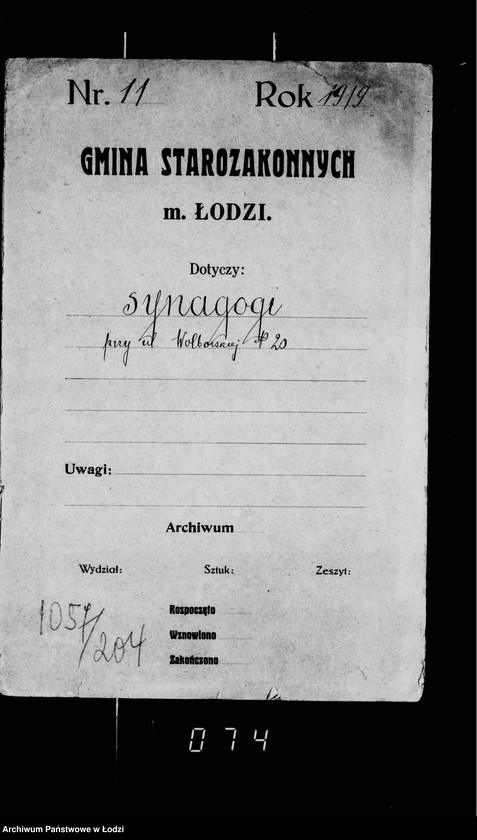 Nr. 11 Rok 1919
GMINA STAROZAKONNYCH
m. ŁODZI.
Dotyczy:
Synagogi
przy ul Wolborskiej № 20
Uwagi:
Archiwum
Wydział: Sztuk: Zeszyt:
Rozpoczęto
Wznowiono
Zakończono
1057/204
074
Archiwum Państwowe w Łodzi